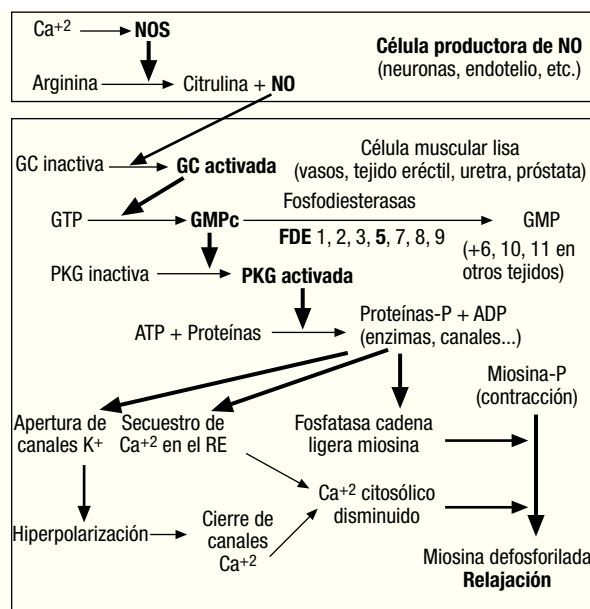 Ca+2 NOS
Célula productora de NO
(neuronas, endotelio, etc.)
Arginina Citrulina + NO
Célula muscular lisa
(vasos, tejido eréctil, uretra, próstata)
GC inactiva GC activada
Fosfodiesterasas
GTP GMPc GMP
FDE 1, 2, 3, 5, 7, 8, 9
(+6, 10, 11 en
otros tejidos)
PKG inactiva PKG activada
ATP + Proteínas
Proteínas-P + ADP
(enzimas, canales...)
Miosina-P
(contracción)
Apertura de
canales K+
Secuestro de
Ca+2 en el RE
Fosfatasa cadena
ligera miosina
Hiperpolarización
Cierre de
canales
Ca+2
Ca+2 citosólico
disminuido
Miosina defosforilada
Relajación